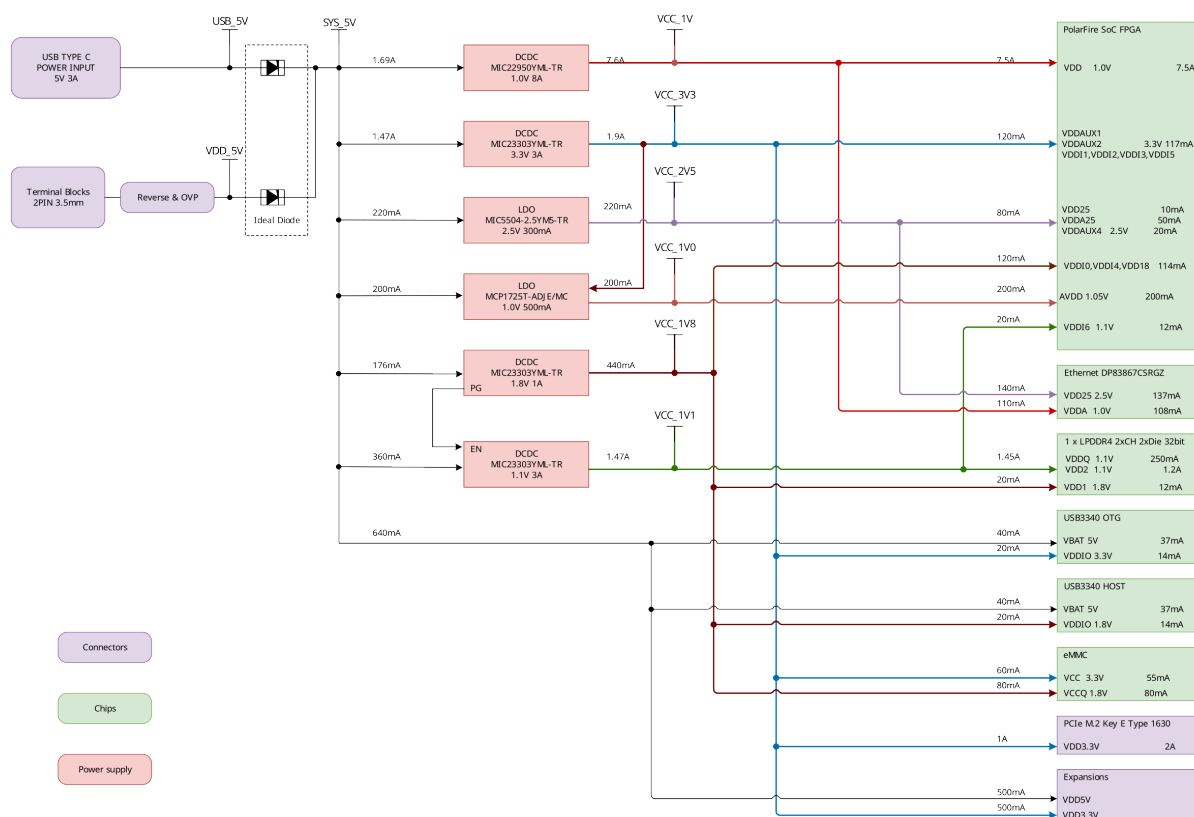 USB_5V
SYS_5V
VCC_1V
PolarFire SoC FPGA
USB TYPE C
POWER INPUT
5V 3A
1.69A
DCDC
MIC22950YML-TR
1.0V 8A
7.6A
7.5A
VDD 1.0V 7.5A
VCC_3V3
1.47A
DCDC
MIC23303YML-TR
3.3V 3A
1.9A
120mA
VDDAUX1
VDDAUX2 3.3V 117mA
VDDI1,VDDI2,VDDI3,VDDI5
VDD_5V
VCC_2V5
Terminal Blocks
2PIN 3.5mm
Reverse & OVP
Ideal Diode
220mA
LDO
MIC5504-2.5YM5-TR
2.5V 300mA
220mA
80mA
VDD25 10mA
VDDA25 50mA
VDDAUX4 2.5V 20mA
VCC_1V0
120mA
VDDI0,VDDI4,VDD18 114mA
200mA
LDO
MCP1725T-ADJE/MC
1.0V 500mA
200mA
200mA
AVDD 1.05V 200mA
VCC_1V8
20mA
VDDI6 1.1V 12mA
176mA
DCDC
MIC23303YML-TR
1.8V 1A
PG
440mA
Ethernet DP83867CSRGZ
140mA
VDD25 2.5V 137mA
110mA
VDDA 1.0V 108mA
VCC_1V1
360mA
EN
DCDC
MIC23303YML-TR
1.1V 3A
1.47A
1.45A
1 x LPDDR4 2xCH 2xDie 32bit
VDDQ 1.1V 250mA
VDD2 1.1V 1.2A
20mA
VDD1 1.8V 12mA
640mA
USB3340 OTG
40mA
VBAT 5V 37mA
20mA
VDDIO 3.3V 14mA
USB3340 HOST
40mA
VBAT 5V 37mA
20mA
VDDIO 1.8V 14mA
eMMC
60mA
VCC 3.3V 55mA
80mA
VCCQ 1.8V 80mA
PCIe M.2 Key E Type 1630
1A
VDD3.3V 2A
Expansions
500mA
VDD5V
500mA
VDD3.3V
Connectors
Chips
Power supply